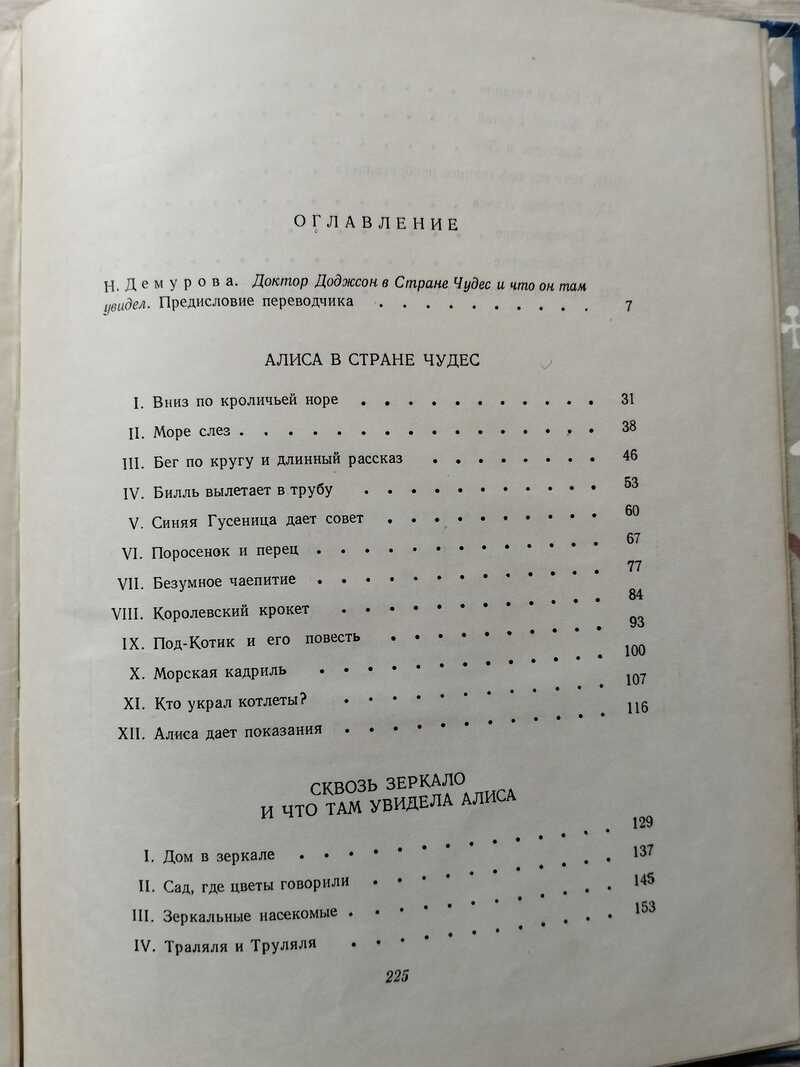 ОГЛАВЛЕНИЕ
Н. Демурова. Доктор Доджсон в Стране Чудес и что он там
увидел. Предисловие переводчика . . . . . . . . . . 7
АЛИСА В СТРАНЕ ЧУДЕС
I. Вниз по кроличьей норе . . . . . . . . . . . 31
II. Море слез . . . . . . . . . . . . . . . . 38
III. Бег по кругу и длинный рассказ . . . . . . . . 46
IV. Билль вылетает в трубу . . . . . . . . . . . 53
V. Синяя Гусеница дает совет . . . . . . . . . . 60
VI. Поросенок и перец . . . . . . . . . . . . . 67
VII. Безумное чаепитие . . . . . . . . . . . . . 77
VIII. Королевский крокет . . . . . . . . . . . . 84
IX. Под-Котик и его повесть . . . . . . . . . . 93
X. Морская кадриль . . . . . . . . . . . . . 100
XI. Кто украл котлеты? . . . . . . . . . . . . 107
XII. Алиса дает показания . . . . . . . . . . . . 116
СКВОЗЬ ЗЕРКАЛО
И ЧТО ТАМ УВИДЕЛА АЛИСА
I. Дом в зеркале . . . . . . . . . . . . . . 129
II. Сад, где цветы говорили . . . . . . . . . . . 137
III. Зеркальные насекомые . . . . . . . . . . . . 145
IV. Траляля и Труляля . . . . . . . . . . . . 153
225